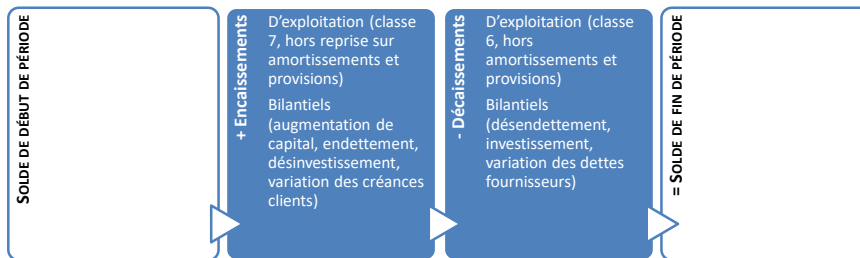 SOLDE DE DÉBUT DE PÉRIODE
+ Encaissements
D’exploitation (classe
7, hors reprise sur
amortissements et
provisions)
Bilantiels
(augmentation de
capital, endettement,
désinvestissement,
variation des créances
clients)
- Décaissements
D’exploitation (classe
6, hors
amortissements et
provisions)
Bilantiels
(désendettement,
investissement,
variation des dettes
fournisseurs)
= SOLDE DE FIN DE PÉRIODE